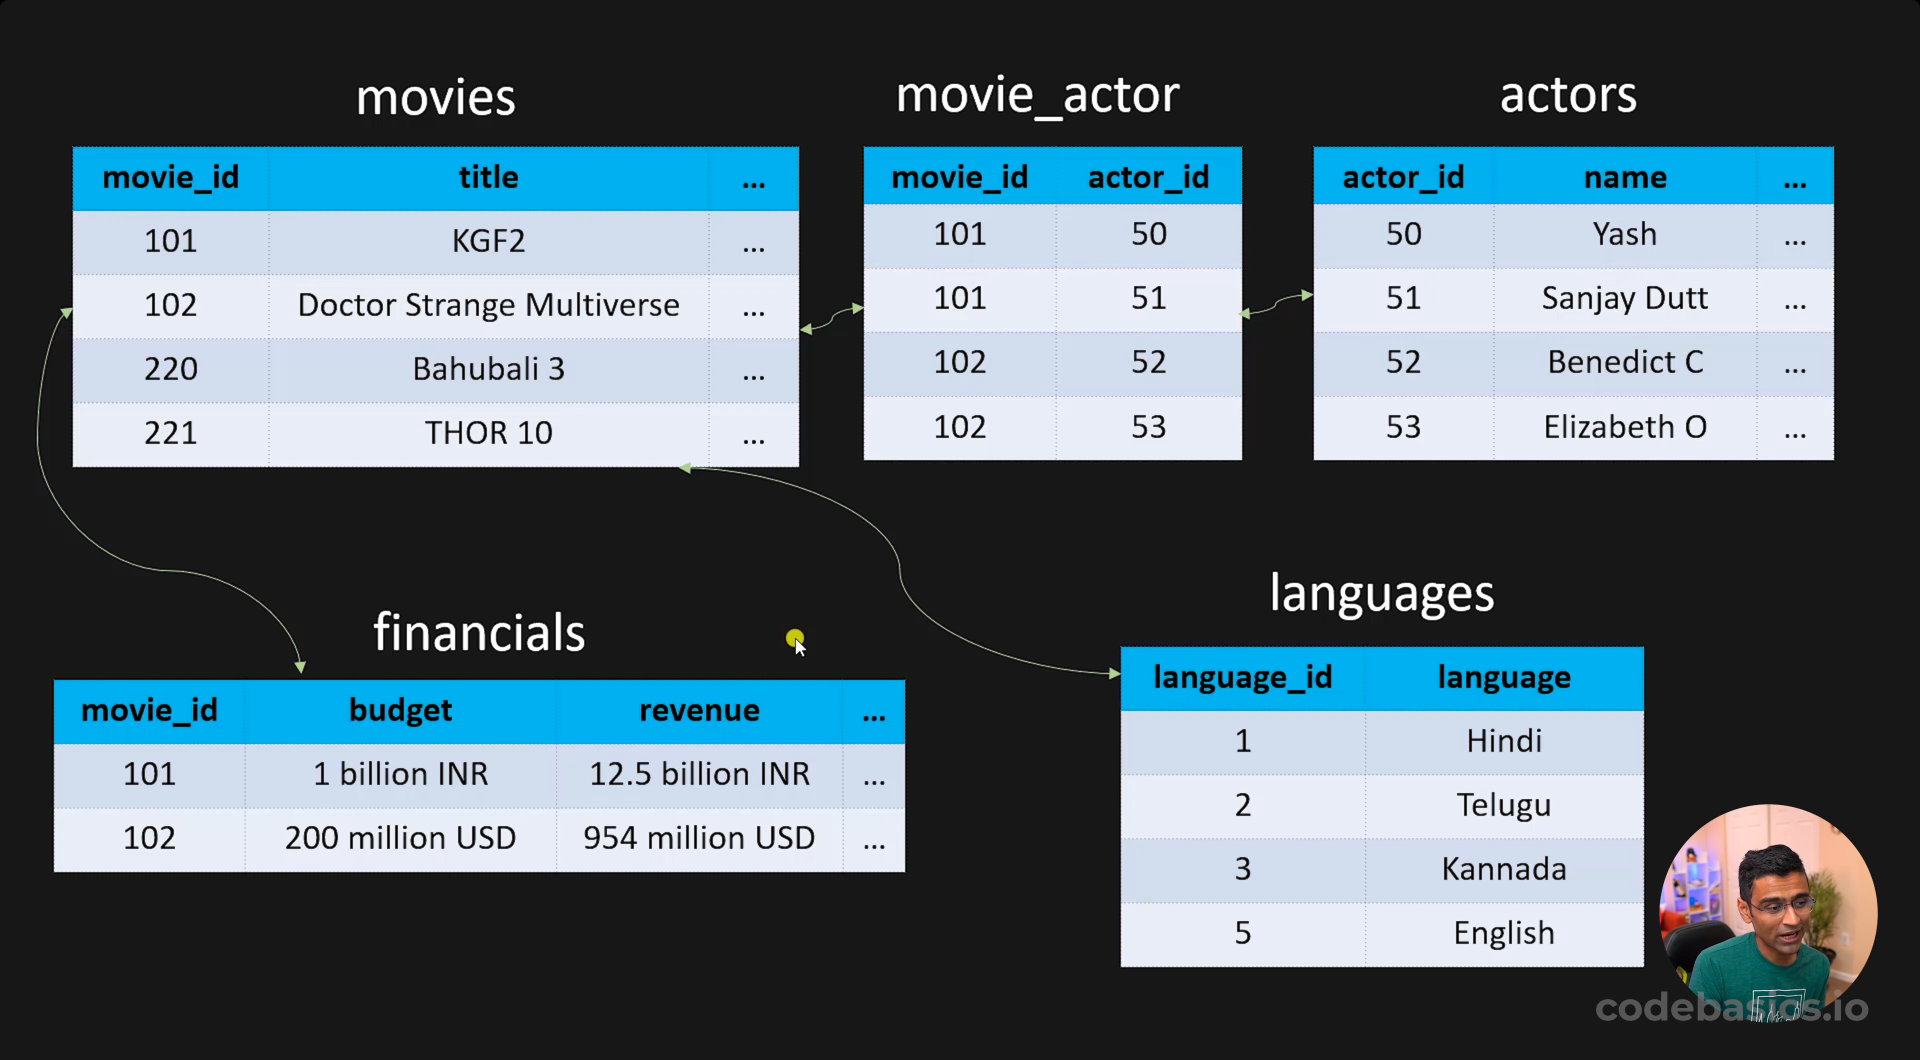 movies
movie_id title ...
101 KGF2 ...
102 Doctor Strange Multiverse ...
220 Bahubali 3 ...
221 THOR 10 ...
movie_actor
movie_id actor_id
101 50
101 51
102 52
102 53
actors
actor_id name ...
50 Yash ...
51 Sanjay Dutt ...
52 Benedict C ...
53 Elizabeth O ...
financials
movie_id budget revenue ...
101 1 billion INR 12.5 billion INR ...
102 200 million USD 954 million USD ...
languages
language_id language
1 Hindi
2 Telugu
3 Kannada
5 English
codebasics.io